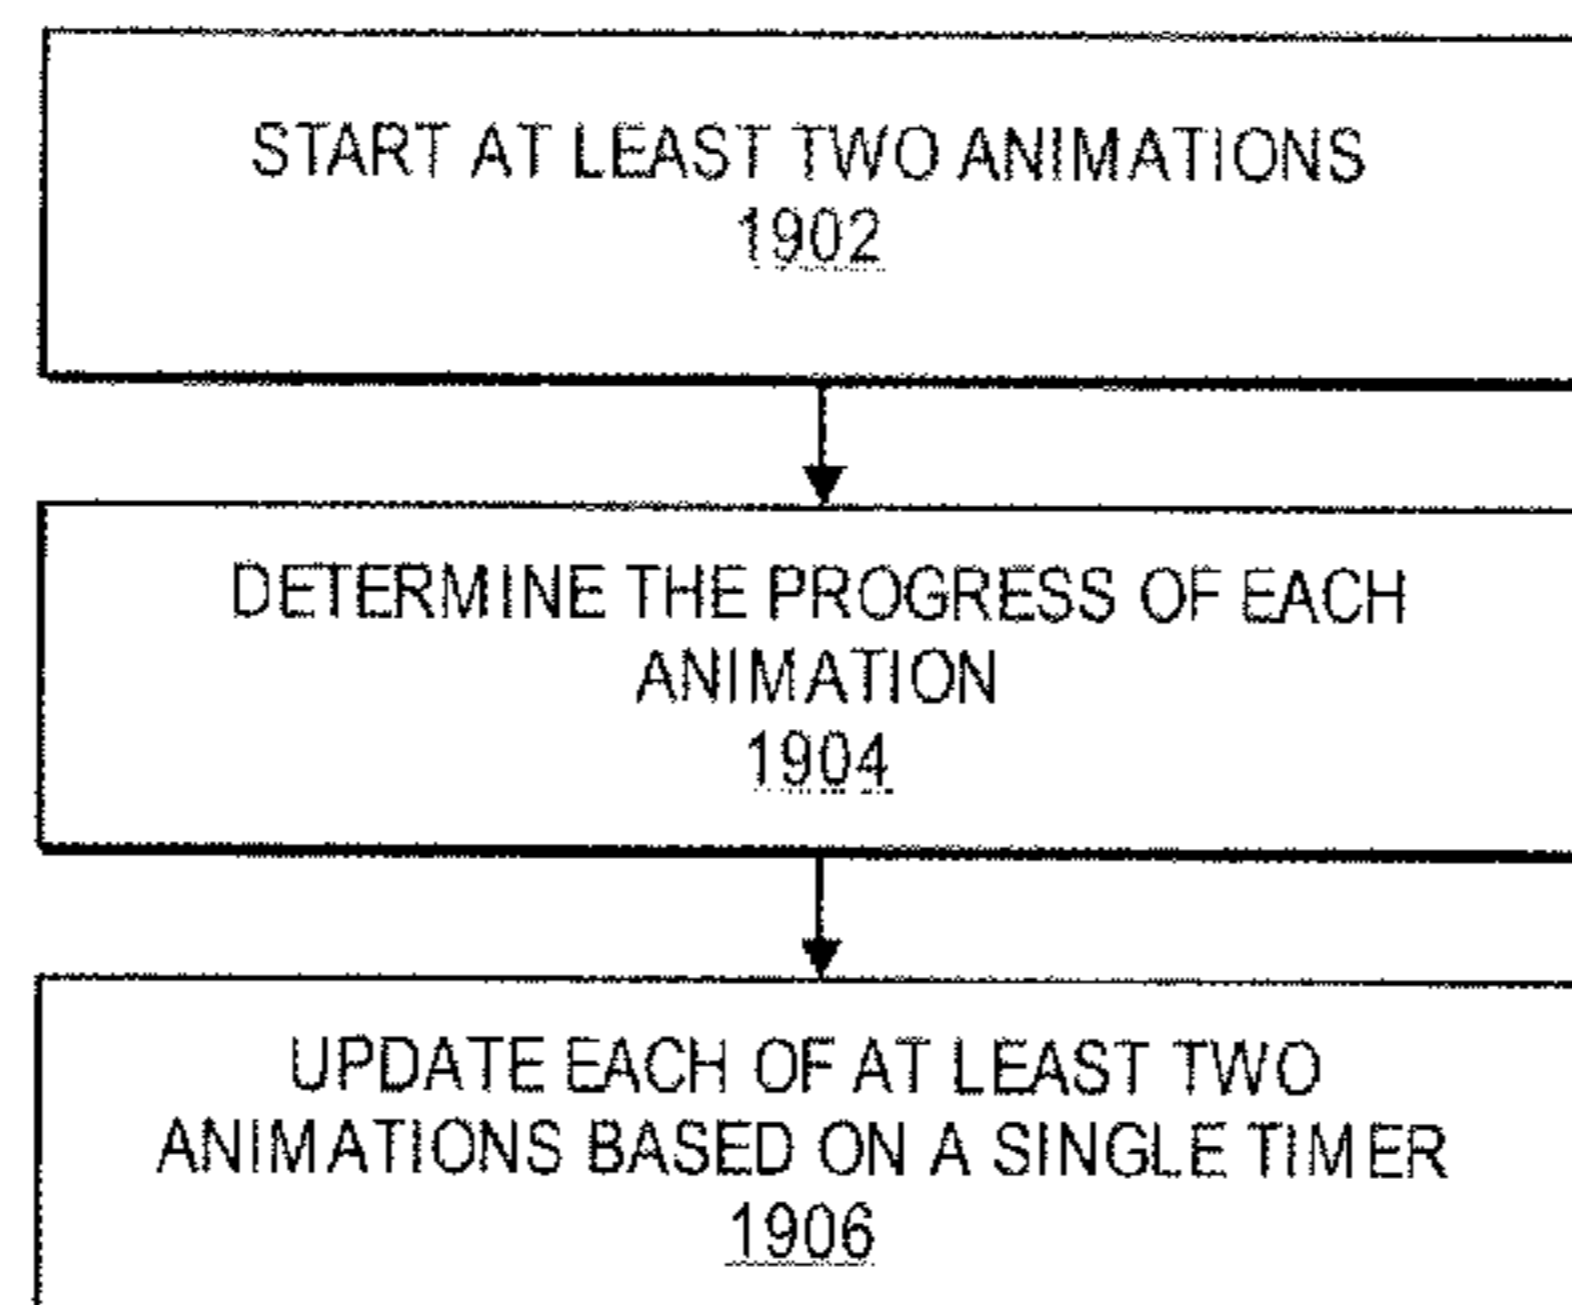 START AT LEAST TWO ANIMATIONS
1902
DETERMINE THE PROGRESS OF EACH
ANIMATION
1904
UPDATE EACH OF AT LEAST TWO
ANIMATIONS BASED ON A SINGLE TIMER
1906